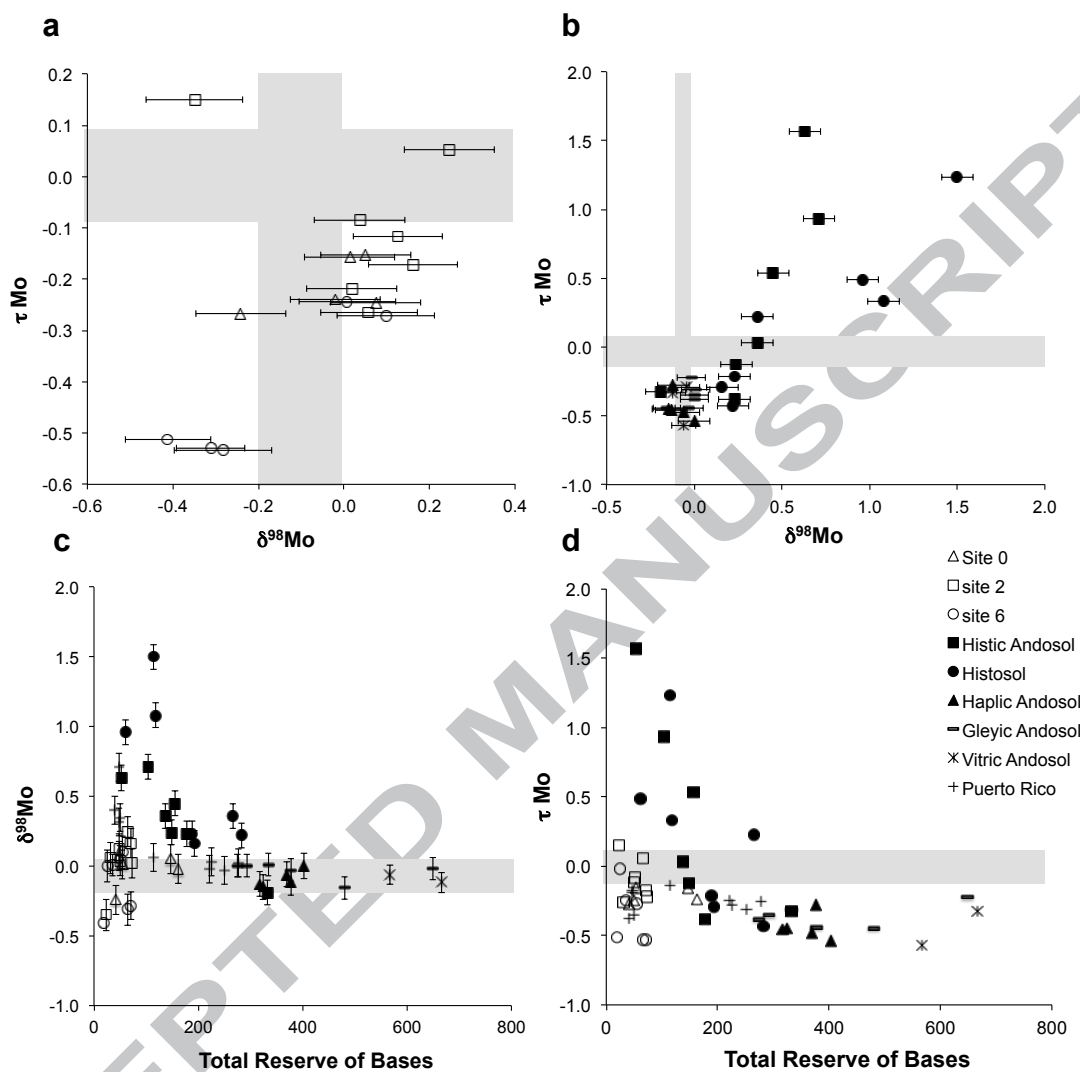 a
0.2
0.1
0.0
-0.1
-0.2
-0.3
-0.4
-0.5
-0.6
τ Mo
-0.6 -0.4 -0.2 0.0 0.2 0.4
δ⁹⁸Mo
b
2.0
1.5
1.0
0.5
0.0
-0.5
-1.0
τ Mo
-0.5 0.0 0.5 1.0 1.5 2.0
δ⁹⁸Mo
c
2.0
1.5
1.0
0.5
0.0
-0.5
-1.0
δ⁹⁸Mo
0 200 400 600 800
Total Reserve of Bases
d
2.0
1.5
1.0
0.5
0.0
-0.5
-1.0
τ Mo
0 200 400 600 800
Total Reserve of Bases
Site 0
site 2
site 6
Histic Andosol
Histosol
Haplic Andosol
Gleyic Andosol
Vitric Andosol
Puerto Rico
EPTED MANUSCRIPT